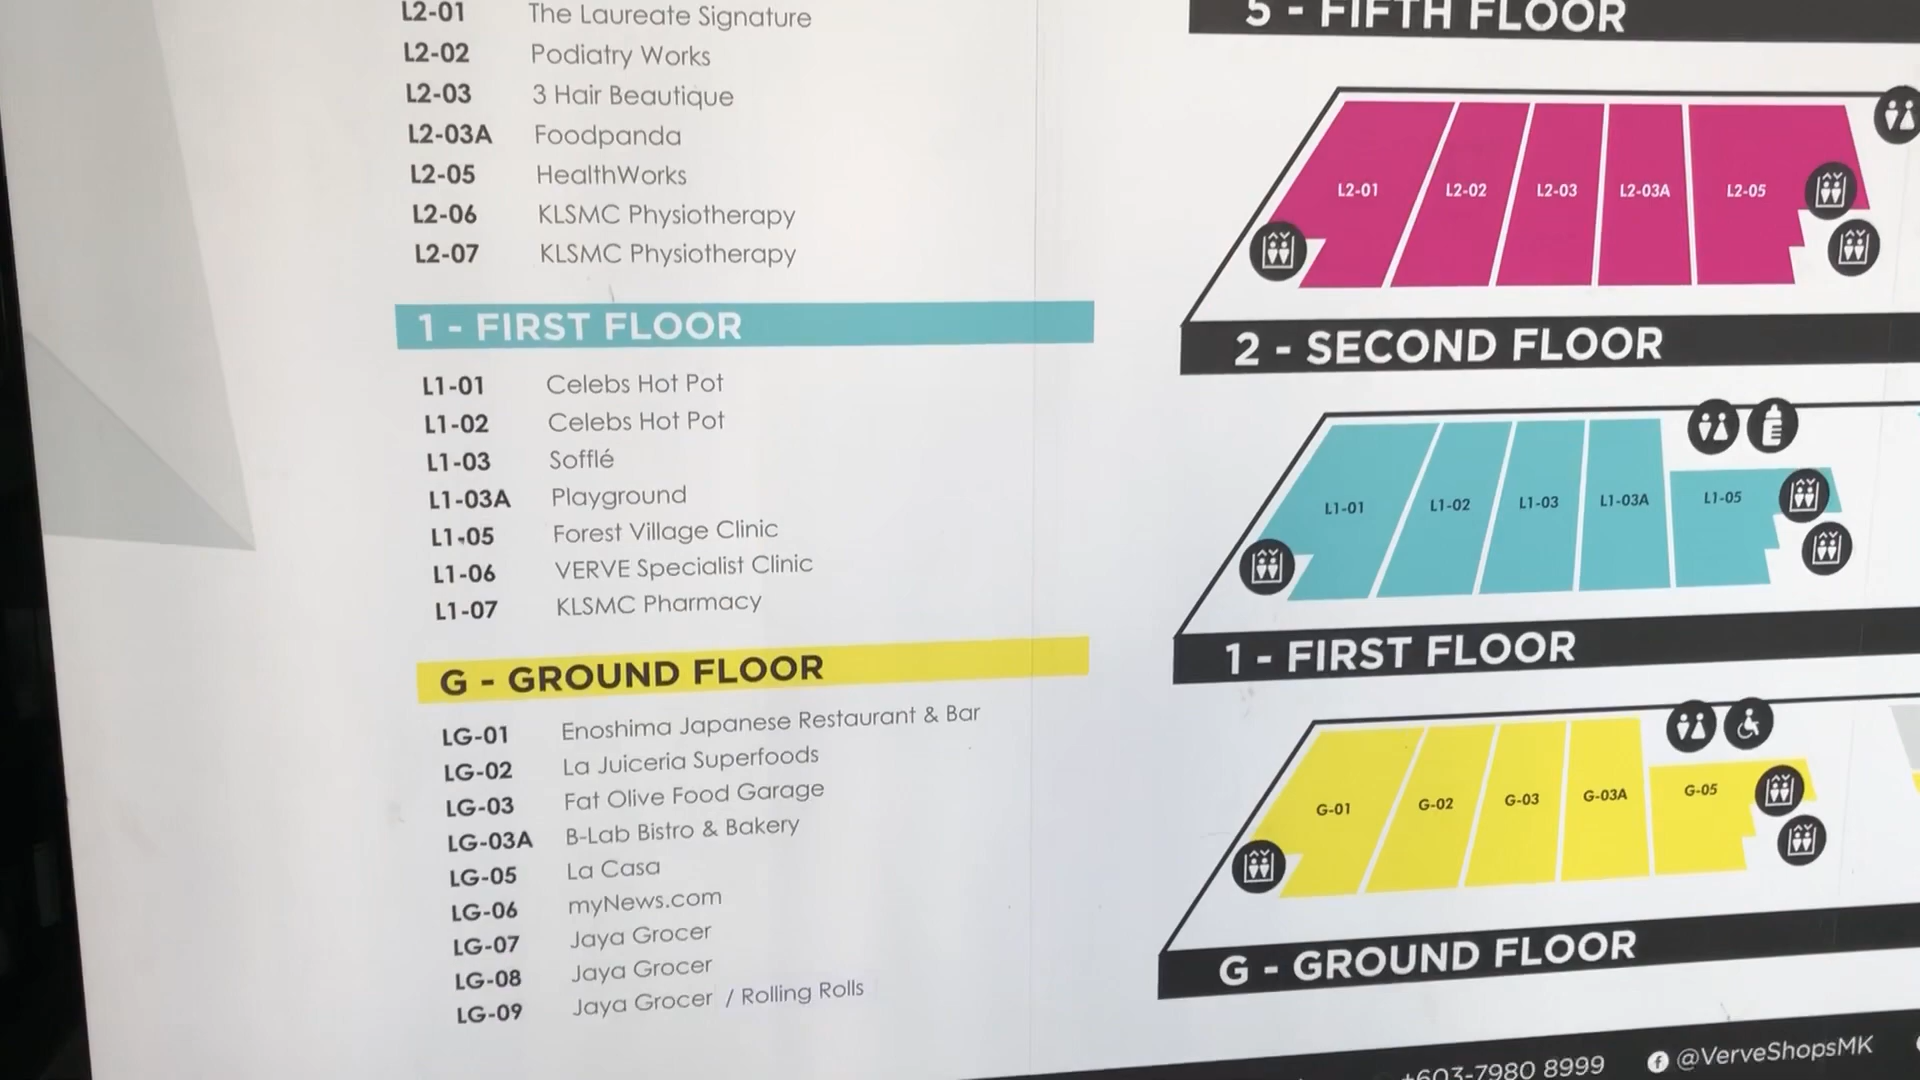 L2-01 The Laureate Signature
L2-02 Podiatry Works
L2-03 3 Hair Beautique
L2-03A Foodpanda
L2-05 HealthWorks
L2-06 KLSMC Physiotherapy
L2-07 KLSMC Physiotherapy
1 - FIRST FLOOR
L1-01 Celebs Hot Pot
L1-02 Celebs Hot Pot
L1-03 Sofflé
L1-03A Playground
L1-05 Forest Village Clinic
L1-06 VERVE Specialist Clinic
L1-07 KLSMC Pharmacy
G - GROUND FLOOR
LG-01 Enoshima Japanese Restaurant & Bar
LG-02 La Juiceria Superfoods
LG-03 Fat Olive Food Garage
LG-03A B-Lab Bistro & Bakery
LG-05 La Casa
LG-06 myNews.com
LG-07 Jaya Grocer
LG-08 Jaya Grocer
LG-09 Jaya Grocer / Rolling Rolls
5 - FIFTH FLOOR
L2-01 L2-02 L2-03 L2-03A L2-05
2 - SECOND FLOOR
L1-01 L1-02 L1-03 L1-03A L1-05
1 - FIRST FLOOR
G-01 G-02 G-03 G-03A G-05
G - GROUND FLOOR
+603-7980 8999 @VerveShopsMK